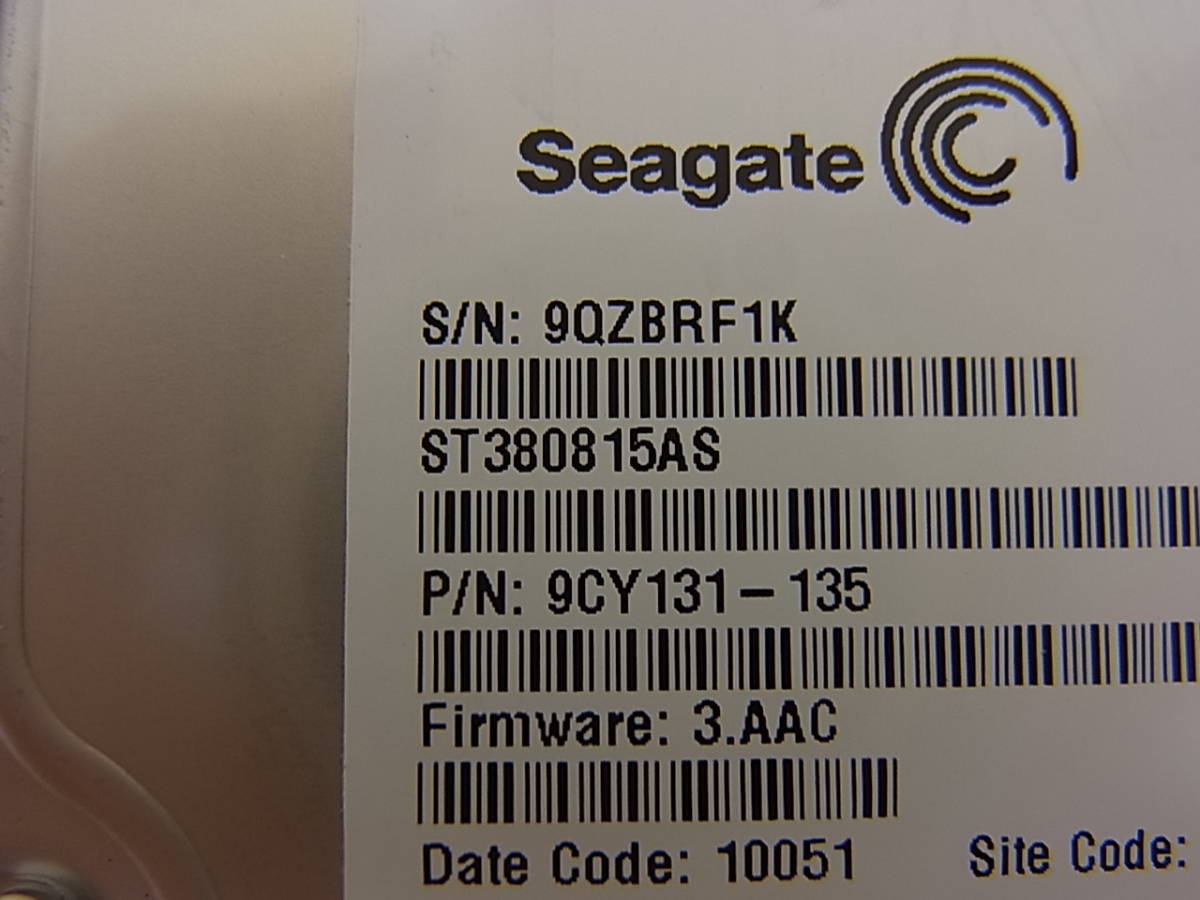 Seagate
S/N: 9QZBRF1K
ST380815AS
P/N: 9CY131-135
Firmware: 3.AAC
Date Code: 10051 Site Code: